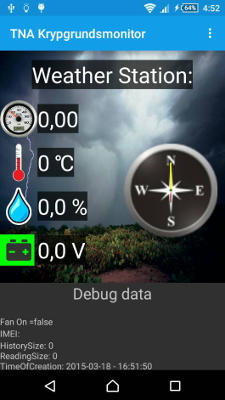 64% 4:52
TNA Krypgrundsmonitor
Weather Station:
0,00
0 °C
0,0 %
0,0 V
N
W E
S
Debug data
Fan On =false
IMEI:
HistorySize: 0
ReadingSize: 0
TimeOfCreation: 2015-03-18 - 16:51:50